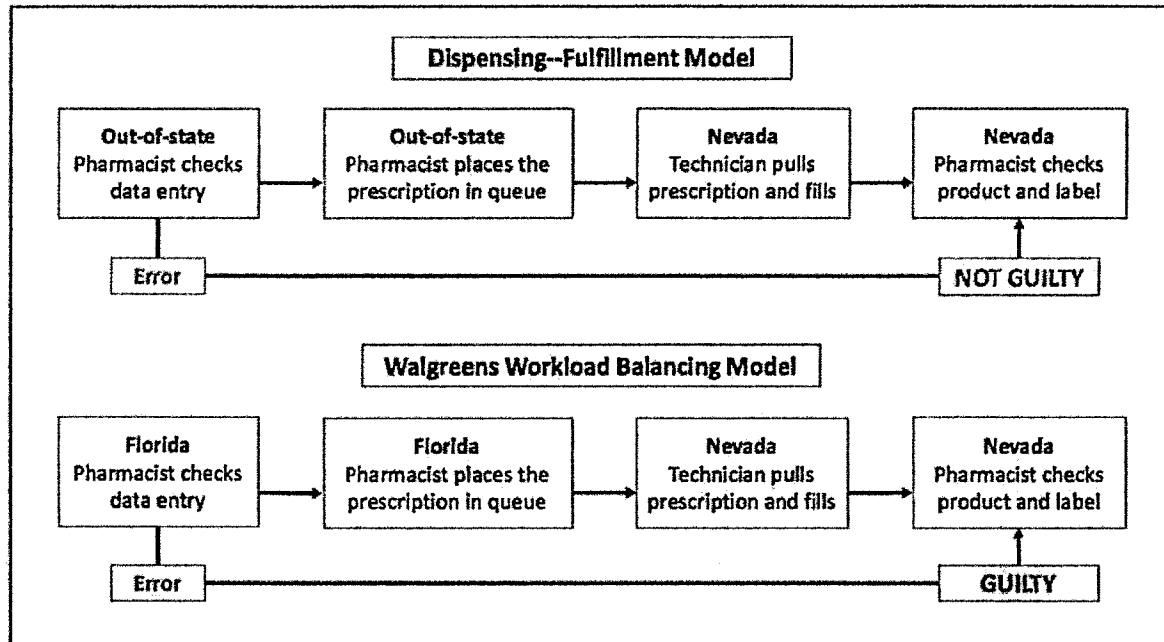 Dispensing--Fulfillment Model
Out-of-state
Pharmacist checks
data entry
Out-of-state
Pharmacist places the
prescription in queue
Nevada
Technician pulls
prescription and fills
Nevada
Pharmacist checks
product and label
Error
NOT GUILTY
Walgreens Workload Balancing Model
Florida
Pharmacist checks
data entry
Florida
Pharmacist places the
prescription in queue
Nevada
Technician pulls
prescription and fills
Nevada
Pharmacist checks
product and label
Error
GUILTY